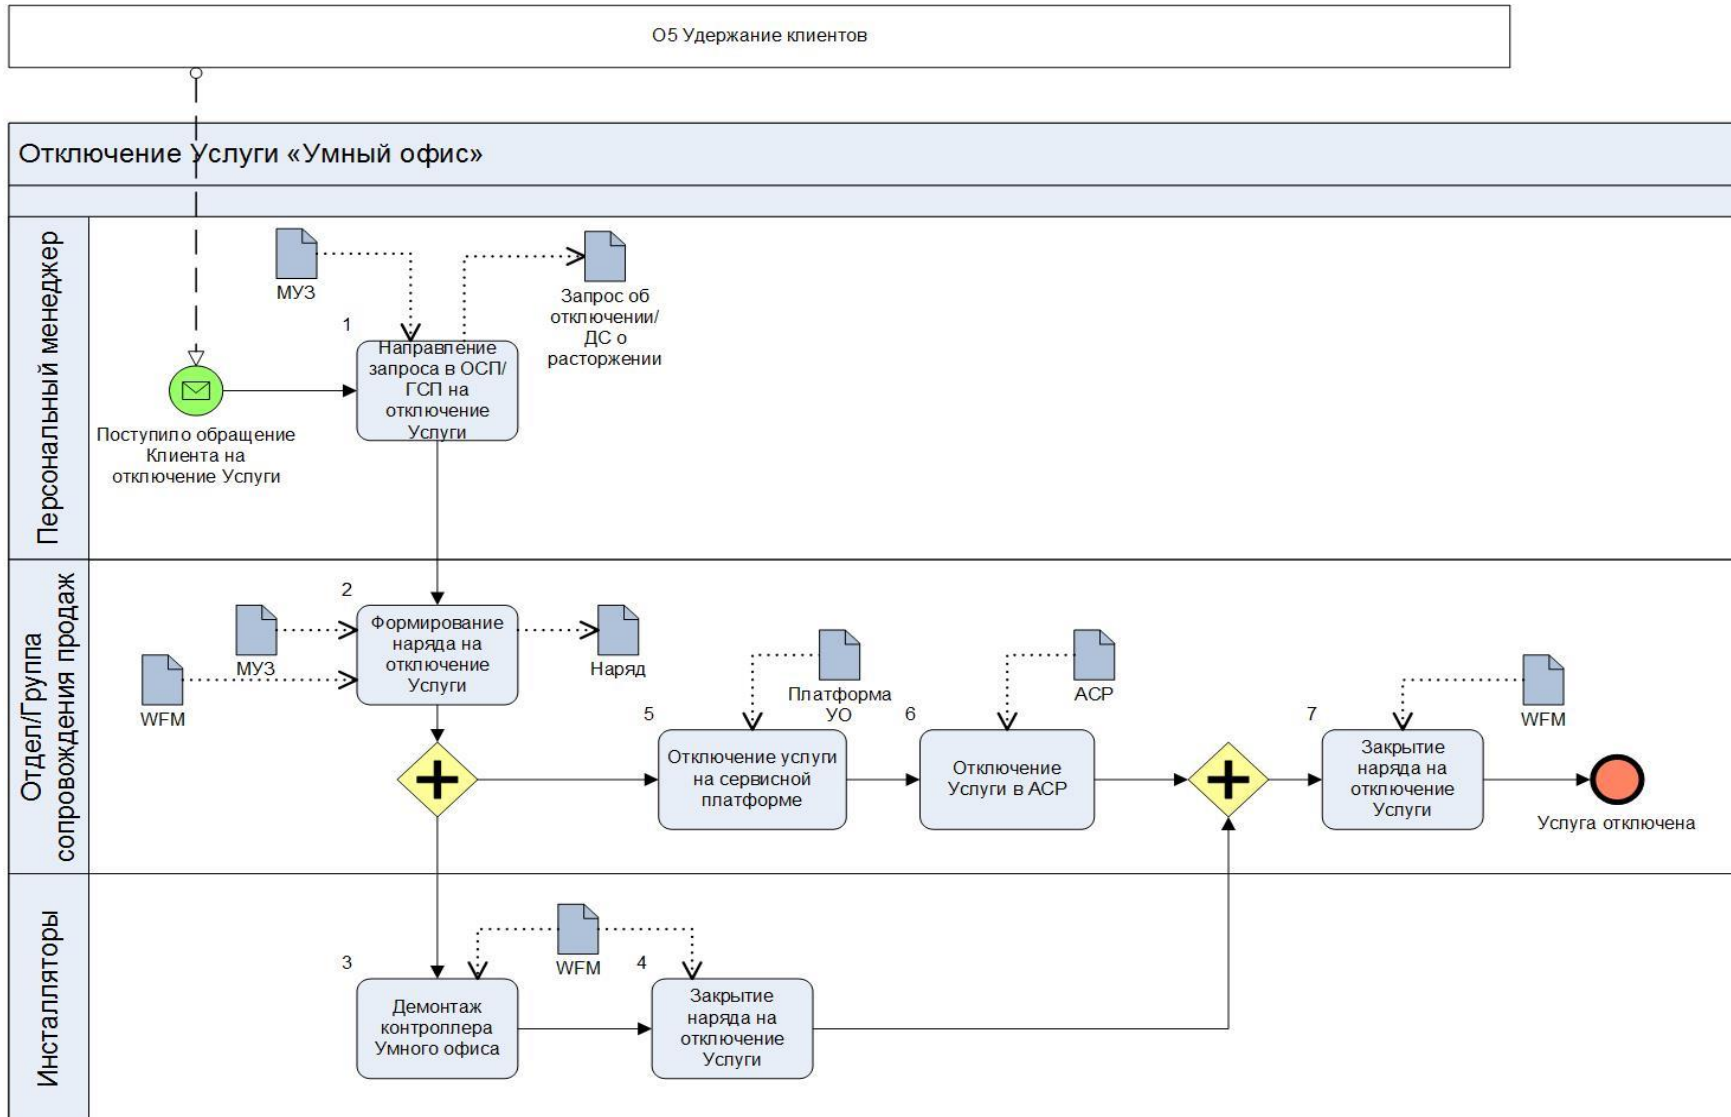 О5 Удержание клиентов
Отключение Услуги «Умный офис»
Персональный менеджер
МУЗ
Запрос об
отключении/
ДС о
расторжении
1
Направление
запроса в ОСП/
ГСП на
отключение
Услуги
Поступило обращение
Клиента на
отключение Услуги
Отдел/Группа
сопровождения продаж
2
Формирование
наряда на
отключение
Услуги
МУЗ
WFM
Наряд
5
Отключение услуги
на сервисной
платформе
Платформа
УО
6
Отключение
Услуги в АСР
АСР
7
Закрытие
наряда на
отключение
Услуги
WFM
Услуга отключена
Инсталляторы
3
Демонтаж
контроллера
Умного офиса
WFM
4
Закрытие
наряда на
отключение
Услуги